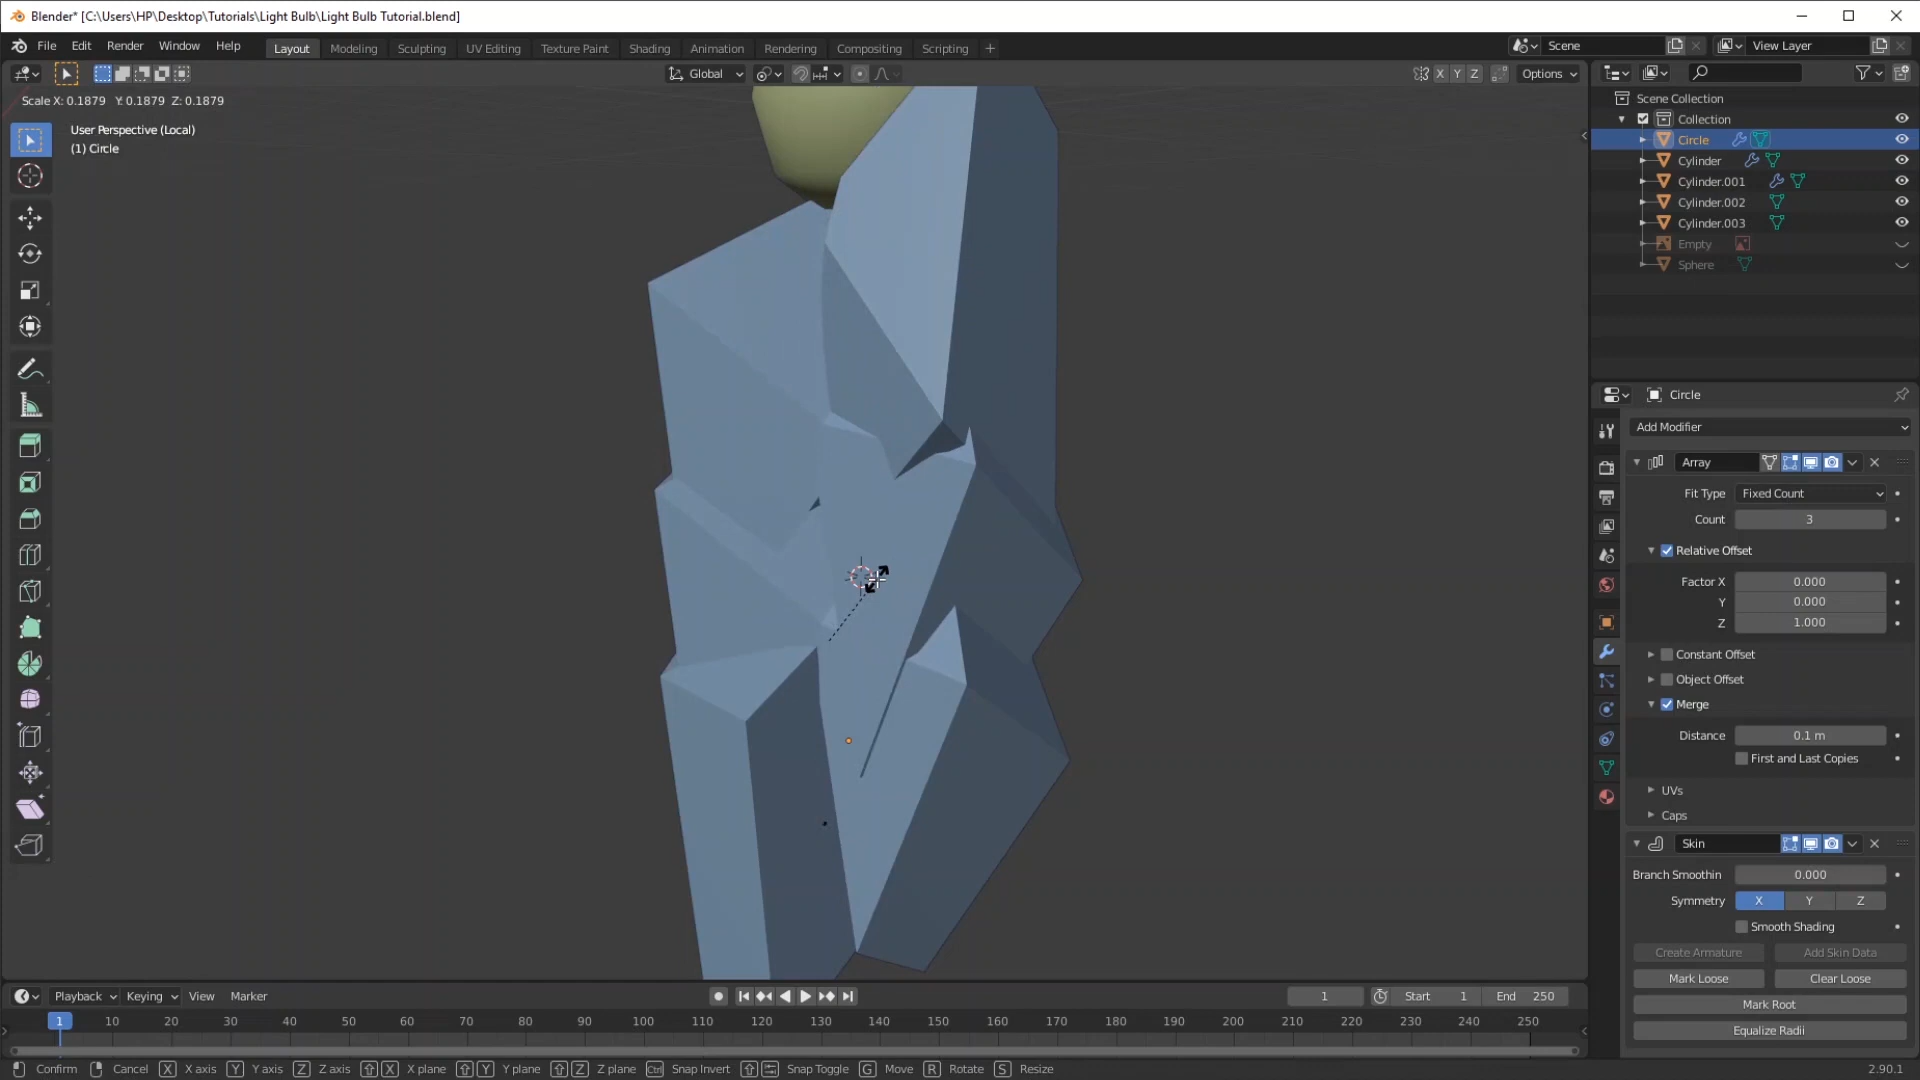 Blender* [C:\Users\HP\Desktop\Tutorials\Light Bulb\Light Bulb Tutorial.blend]
File Edit Render Window Help Layout Modeling Sculpting UV Editing Texture Paint Shading Animation Rendering Compositing Scripting + Scene View Layer
Global X Y Z Options
Scale X: 0.1879 Y: 0.1879 Z: 0.1879
User Perspective (Local)
(1) Circle
Scene Collection
Collection
Circle
Cylinder
Cylinder.001
Cylinder.002
Cylinder.003
Empty
Sphere
Circle
Add Modifier
Array
Fit Type Fixed Count
Count 3
Relative Offset
Factor X 0.000
Y 0.000
Z 1.000
Constant Offset
Object Offset
Merge
Distance 0.1 m
First and Last Copies
UVs
Caps
Skin
Branch Smoothin 0.000
Symmetry X Y Z
Smooth Shading
Create Armature Add Skin Data
Mark Loose Clear Loose
Mark Root
Equalize Radii
Playback Keying View Marker 1 Start 1 End 250
1 10 20 30 40 50 60 70 80 90 100 110 120 130 140 150 160 170 180 190 200 210 220 230 240 250
Confirm Cancel X X axis Y Y axis Z Z axis X X plane Y Y plane Z Z plane Ctrl Snap Invert Snap Toggle G Move R Rotate S Resize 2.90.1